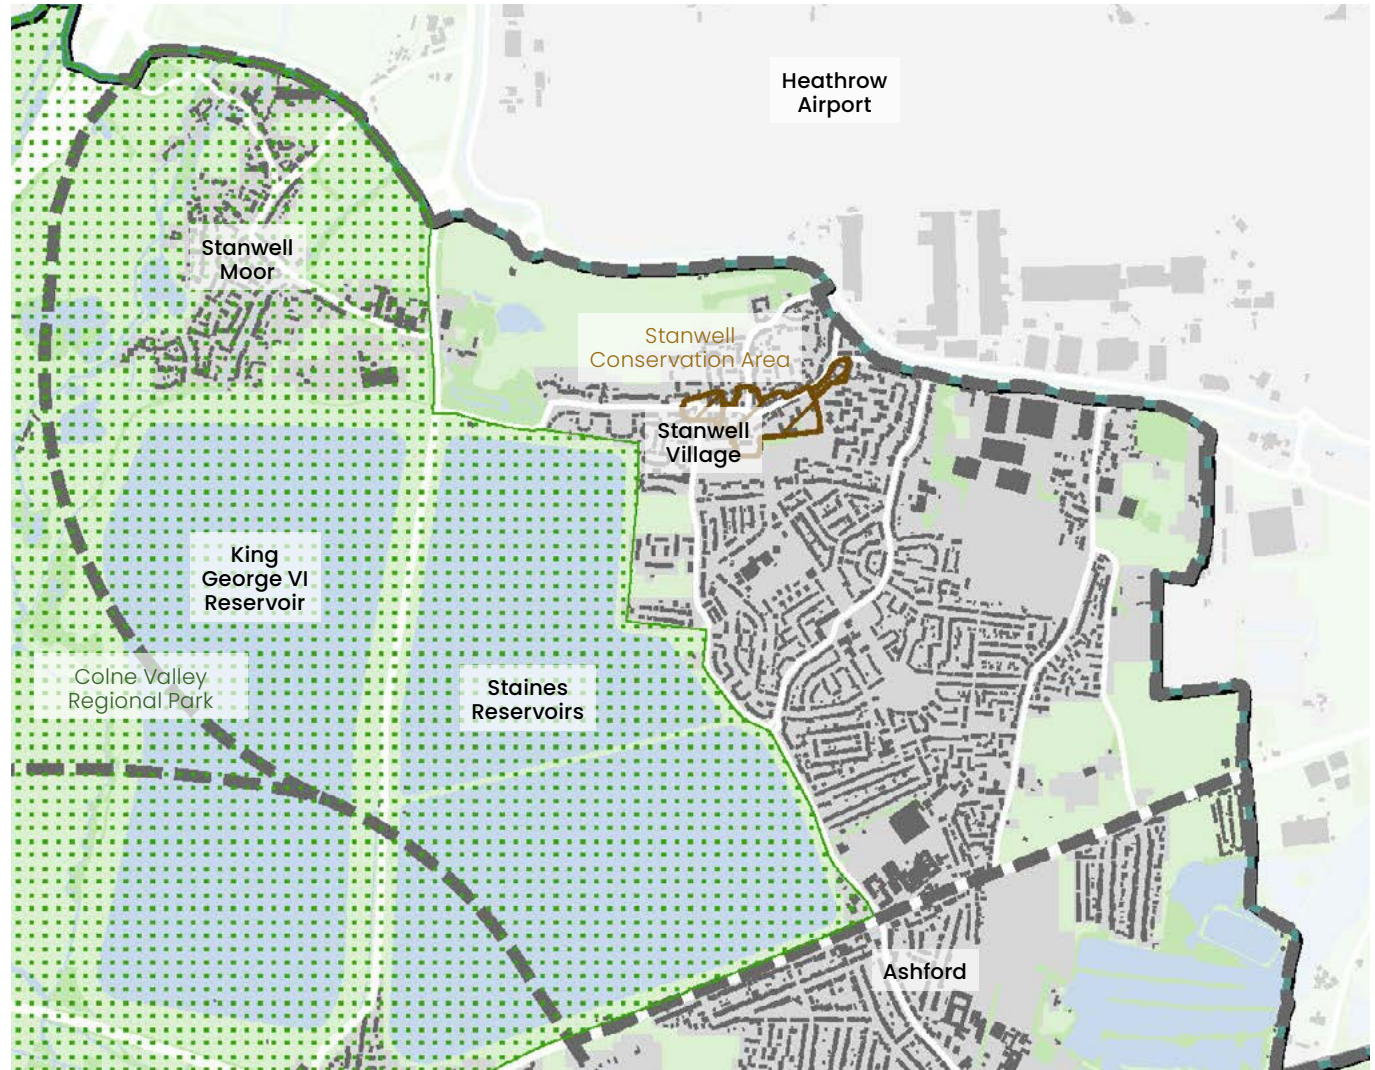 Heathrow
Airport
Stanwell
Moor
Stanwell
Conservation Area
Stanwell
Village
King
George VI
Reservoir
Colne Valley
Regional Park
Staines
Reservoirs
Ashford